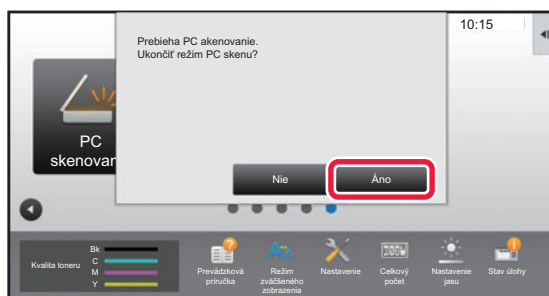 10:15
Prebieha PC akenovanie.
Ukončiť režim PC skenu?
PC
skenovan
Nie
Áno
Kvalita toneru
Bk
C
M
Y
Prevádzková
príručka
Režim
zväčšeného
zobrazenia
Nastavenie
Celkový
počet
Nastavenie
jasu
Stav úlohy